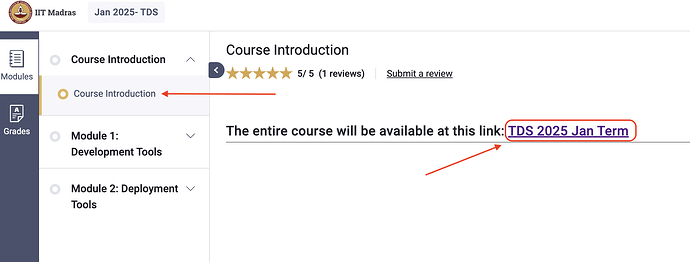 IIT Madras
Jan 2025- TDS
Modules
Grades
Course Introduction
Course Introduction
Module 1:
Development Tools
Module 2: Deployment
Tools
Course Introduction
5/ 5 (1 reviews) Submit a review
The entire course will be available at this link: TDS 2025 Jan Term